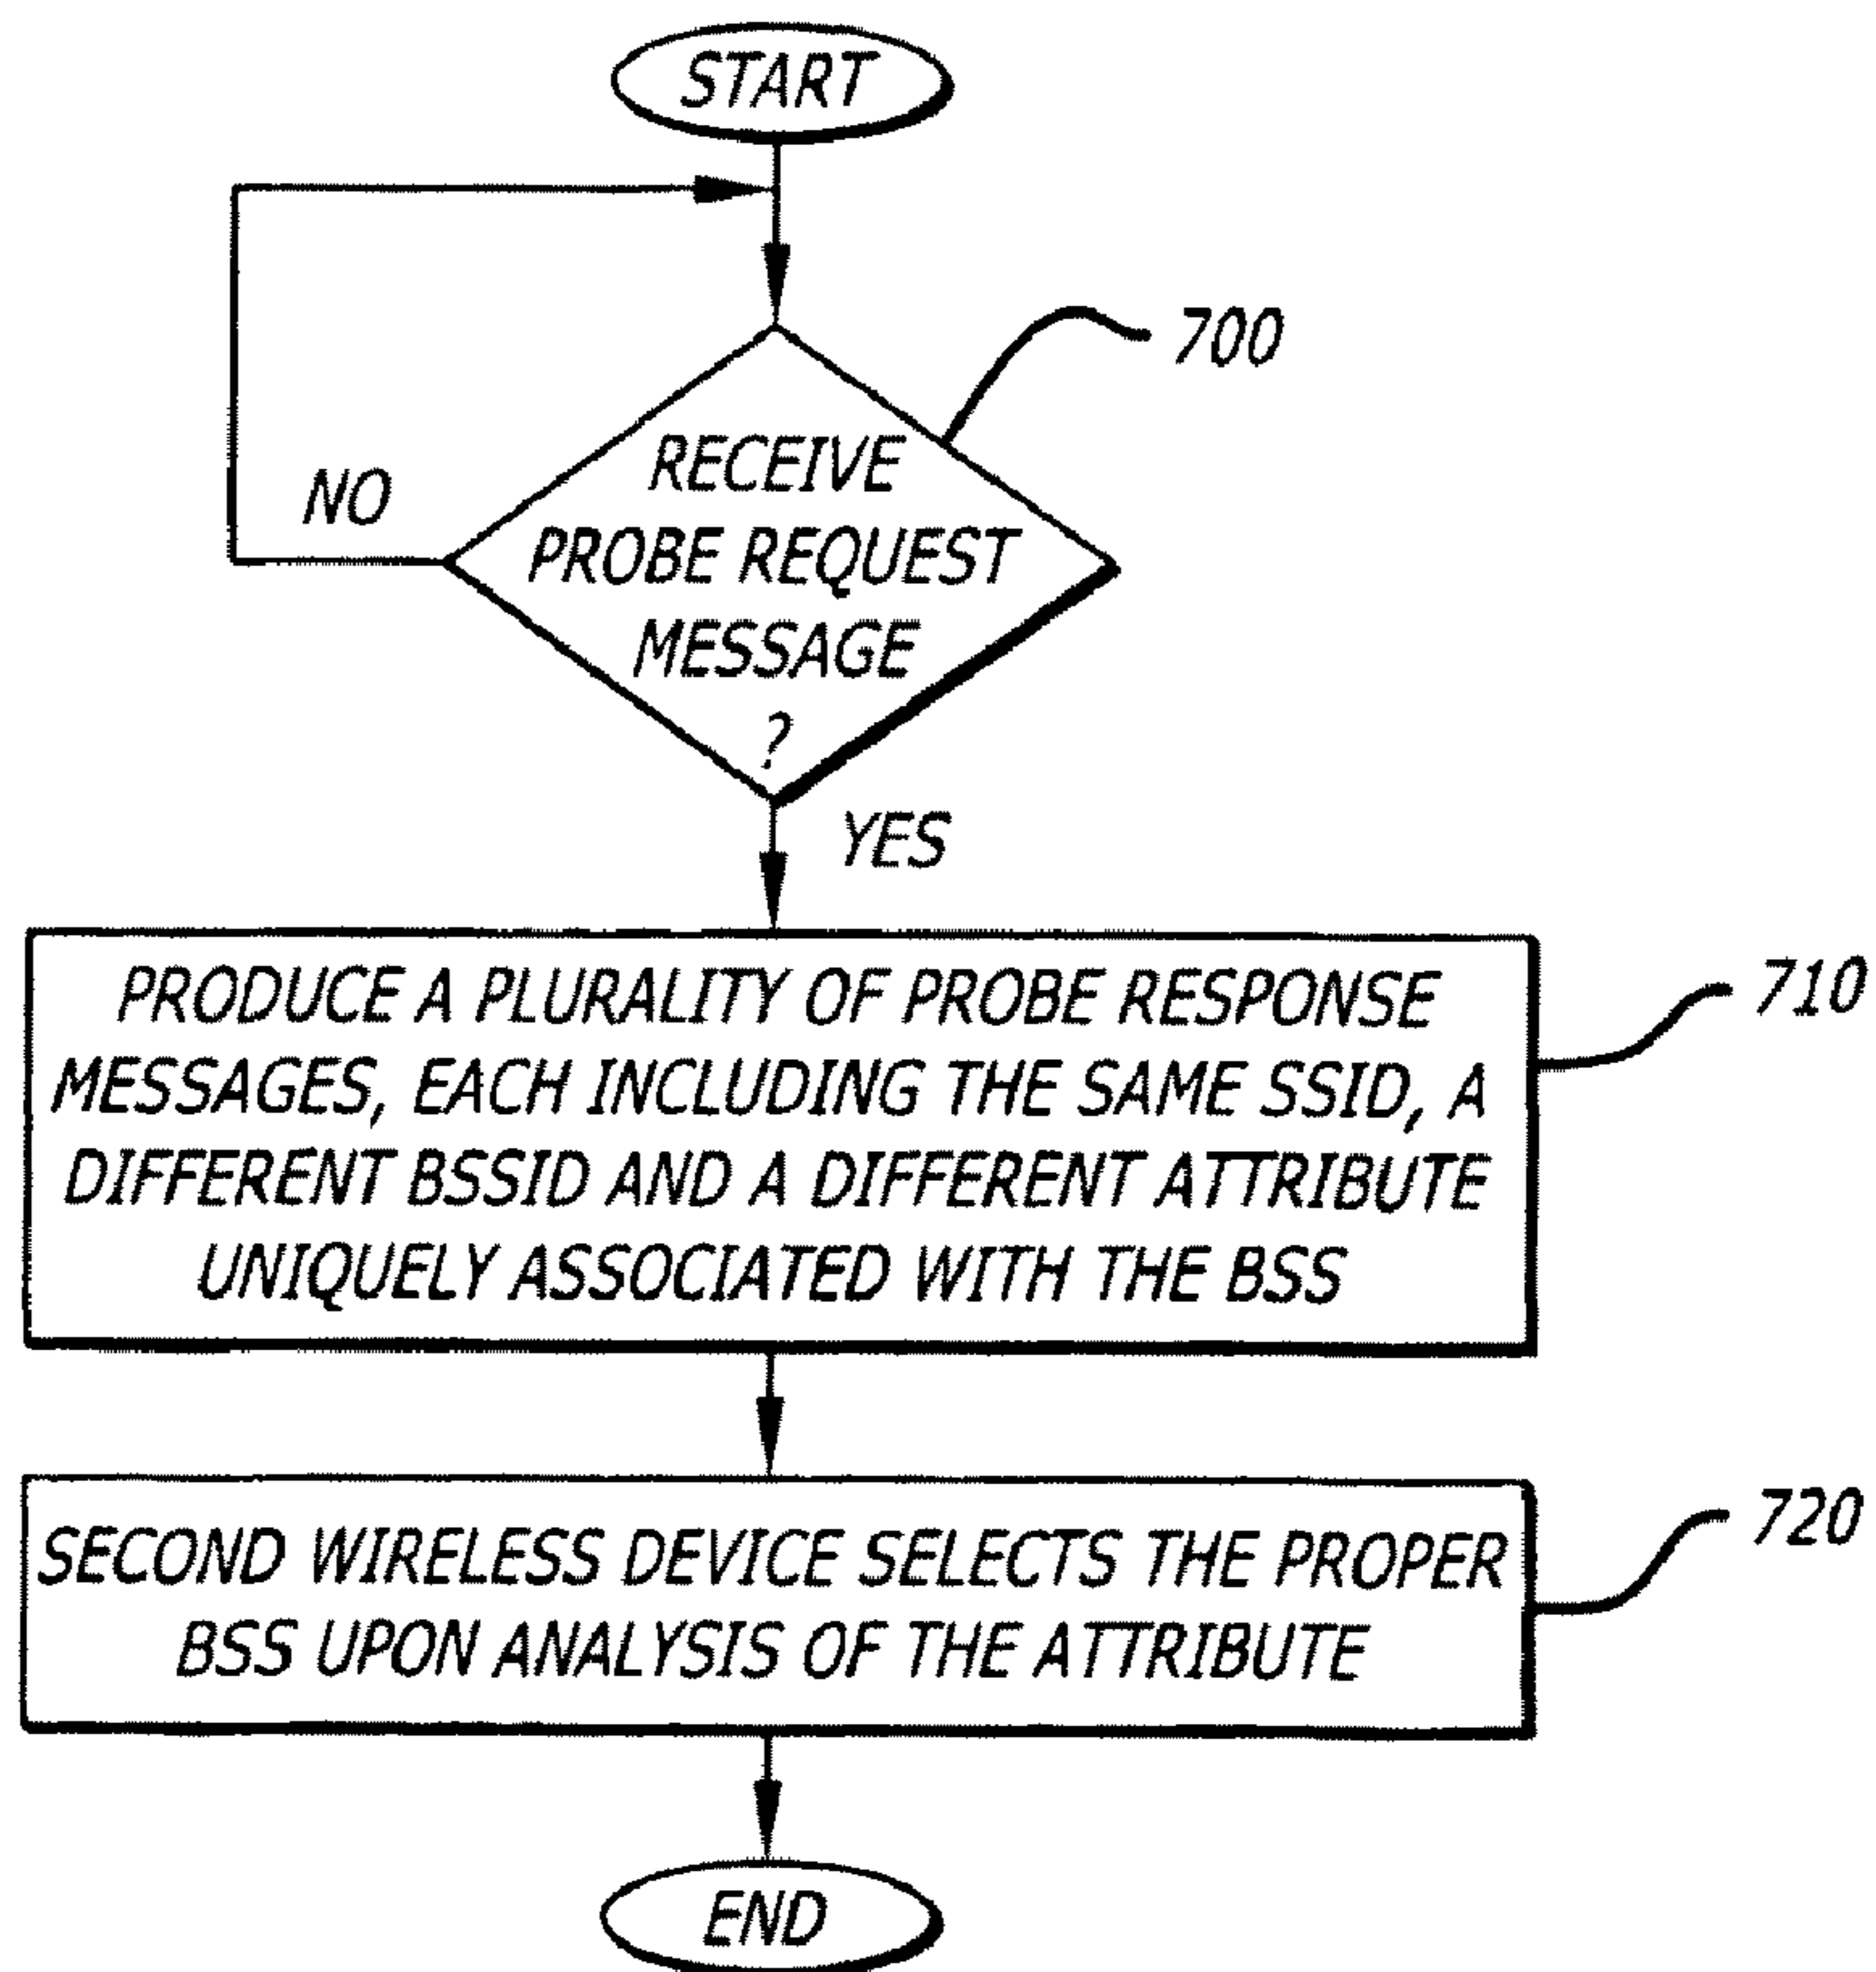 START
700
RECEIVE
PROBE REQUEST
MESSAGE
?
NO
YES
PRODUCE A PLURALITY OF PROBE RESPONSE
MESSAGES, EACH INCLUDING THE SAME SSID, A
DIFFERENT BSSID AND A DIFFERENT ATTRIBUTE
UNIQUELY ASSOCIATED WITH THE BSS
710
SECOND WIRELESS DEVICE SELECTS THE PROPER
BSS UPON ANALYSIS OF THE ATTRIBUTE
720
END